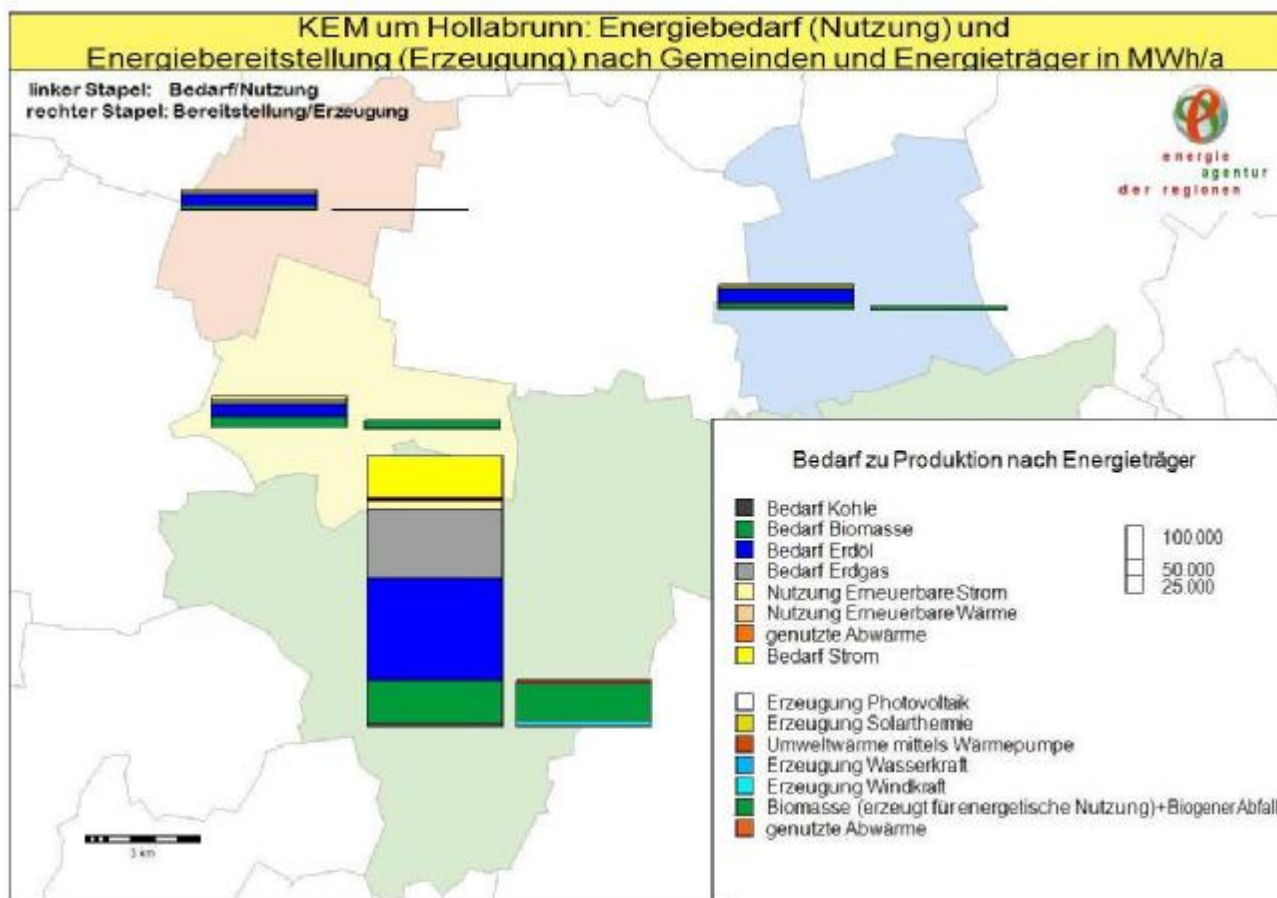 KEM um Hollabrunn: Energiebedarf (Nutzung) und
Energiebereitstellung (Erzeugung) nach Gemeinden und Energieträger in MWh/a
linker Stapel: Bedarf/Nutzung
rechter Stapel: Bereitstellung/Erzeugung
energie
agentur
der regionen
Bedarf zu Produktion nach Energieträger
Bedarf Kohle
Bedarf Biomasse
Bedarf Erdöl
Bedarf Erdgas
Nutzung Erneuerbare Strom
Nutzung Erneuerbare Wärme
genutzte Abwärme
Bedarf Strom
100 000
50 000
25 000
Erzeugung Photovoltaik
Erzeugung Solarthermie
Umweltwärme mittels Wärmepumpe
Erzeugung Wasserkraft
Erzeugung Windkraft
Biomasse (erzeugt für energetische Nutzung)+Biogener Abfall
genutzte Abwärme
3 km